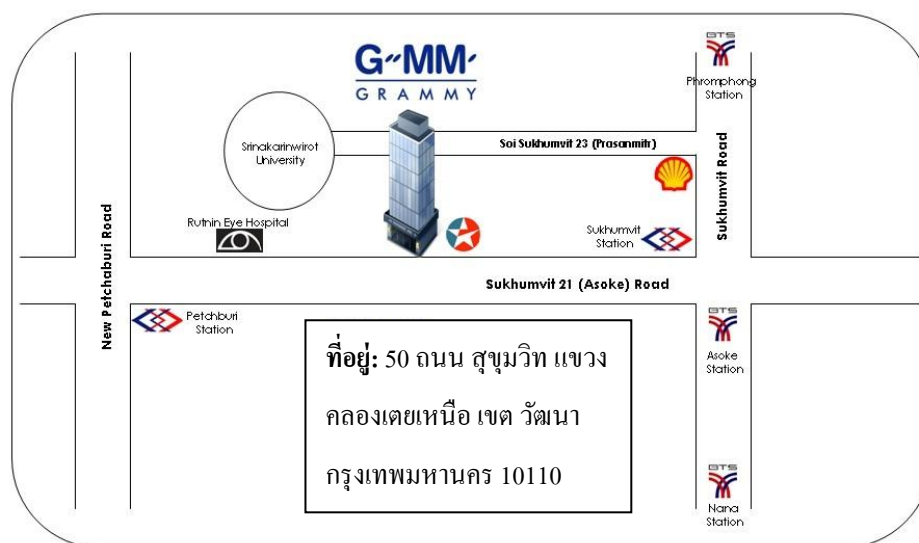 BTS
Phromphong
Station
G"MM'
GRAMMY
Srinakarinwirot
University
Soi Sukhumvit 23 (Prasanmitr)
Rutnin Eye Hospital
Sukhumvit
Station
Sukhumvit Road
New Petchaburi Road
Sukhumvit 21 (Asoke) Road
Petchburi
Station
BTS
Asoke
Station
ที่อยู่: 50 ถนน สุขุมวิท แขวง
คลองเตยเหนือ เขต วัฒนา
กรุงเทพมหานคร 10110
BTS
Nana
Station